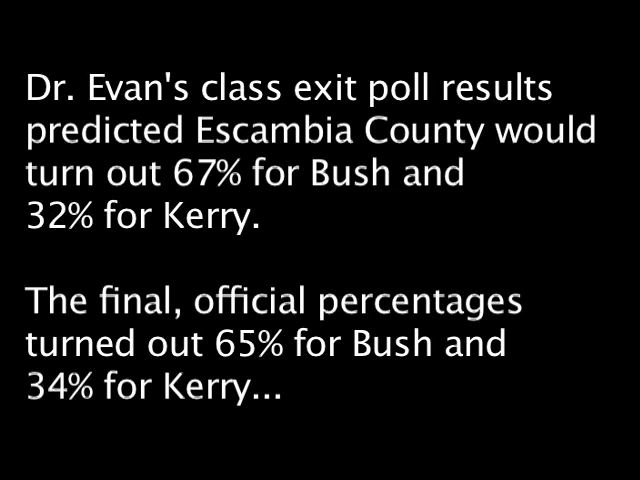 Dr. Evan's class exit poll results
predicted Escambia County would
turn out 67% for Bush and
32% for Kerry.
The final, official percentages
turned out 65% for Bush and
34% for Kerry...